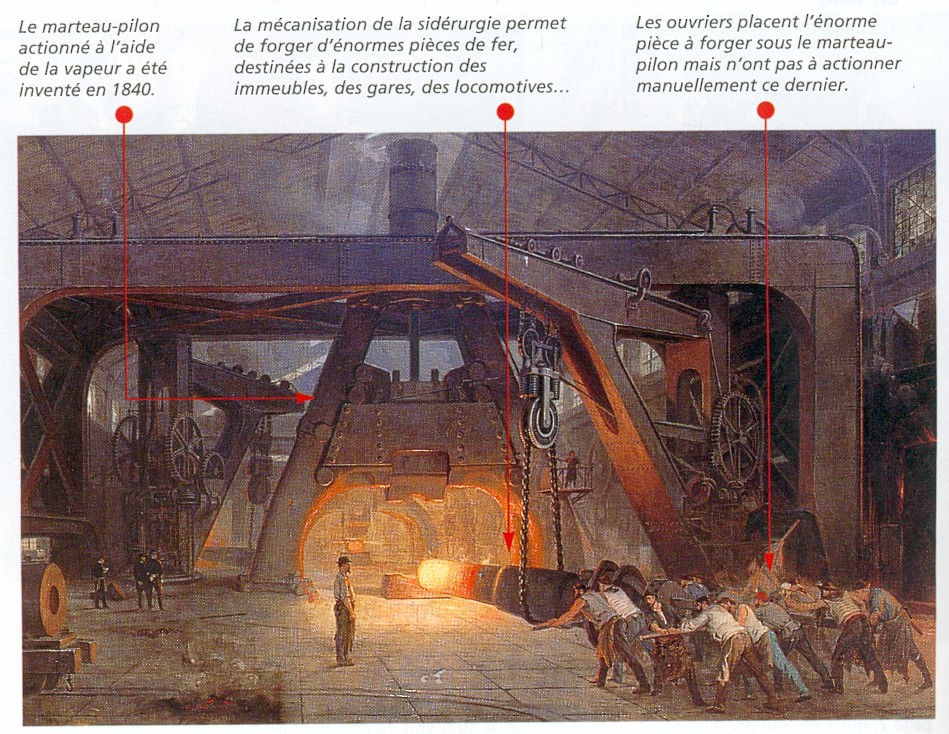 Le marteau-pilon
actionné à l'aide
de la vapeur a été
inventé en 1840.
La mécanisation de la sidérurgie permet
de forger d'énormes pièces de fer,
destinées à la construction des
immeubles, des gares, des locomotives…
Les ouvriers placent l'énorme
pièce à forger sous le marteau-
pilon mais n'ont pas à actionner
manuellement ce dernier.